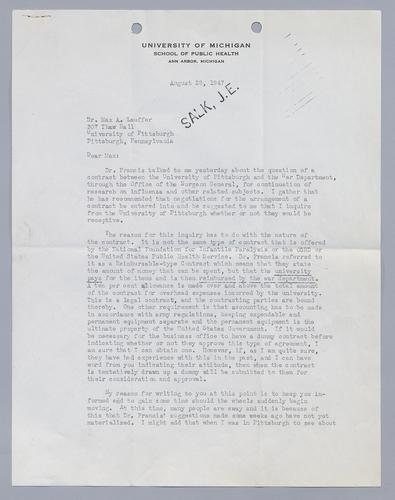 UNIVERSITY OF MICHIGAN
SCHOOL OF PUBLIC HEALTH
ANN ARBOR, MICHIGAN
August 28, 1947
SALK, J.E.
Dr. Max A. Lauffer
307 Thaw Hall
University of Pittsburgh
Pittsburgh, Pennsylvania
Dear Max:
Dr. Francis talked to me yesterday about the question of a
contract between the University of Pittsburgh and the War Department,
through the Office of the Surgeon General, for continuation of
research on influenza and other related subjects. I gather that
he has recommended that negotiations for the arrangement of a
contract be entered into and he suggested to me that I inquire
from the University of Pittsburgh whether or not they would be
receptive.
The reason for this inquiry has to do with the nature of
the contract. It is not the same type of contract that is offered
by the National Foundation for Infantile Paralysis or the OSRD or
the United States Public Health Service. Dr. Francis referred to
it as a Reimbursable-type Contract which means that they state
the amount of money that can be spent, but that the university
pays for the items and is then reimbursed by the war department.
A ten per cent allowance is made over and above the total amount
of the contract for overhead expenses incurred by the university.
This is a legal contract, and the contracting parties are bound
thereby. One other requirement is that accounting has to be made
in accordance with army regulations, keeping expendable and
permanent equipment separate and the permanent equipment is the
ultimate property of the United States Government. If it would
be necessary for the business office to have a dummy contract before
indicating whether or not they approve this type of agreement, I
am sure that I can obtain one. However, if, as I am quite sure,
they have had experience with this in the past, and I can have
word from you indicating their attitude, then when the contract
is tentatively drawn up a dummy will be submitted to them for
their consideration and approval.
My reason for writing to you at this point is to keep you in-
formed and to gain some time should the wheels suddenly begin
moving. At this time, many people are away and it is because of
this that Dr. Francis' suggestions made some weeks ago have not yet
materialized. I might add that when I was in Pittsburgh to see about